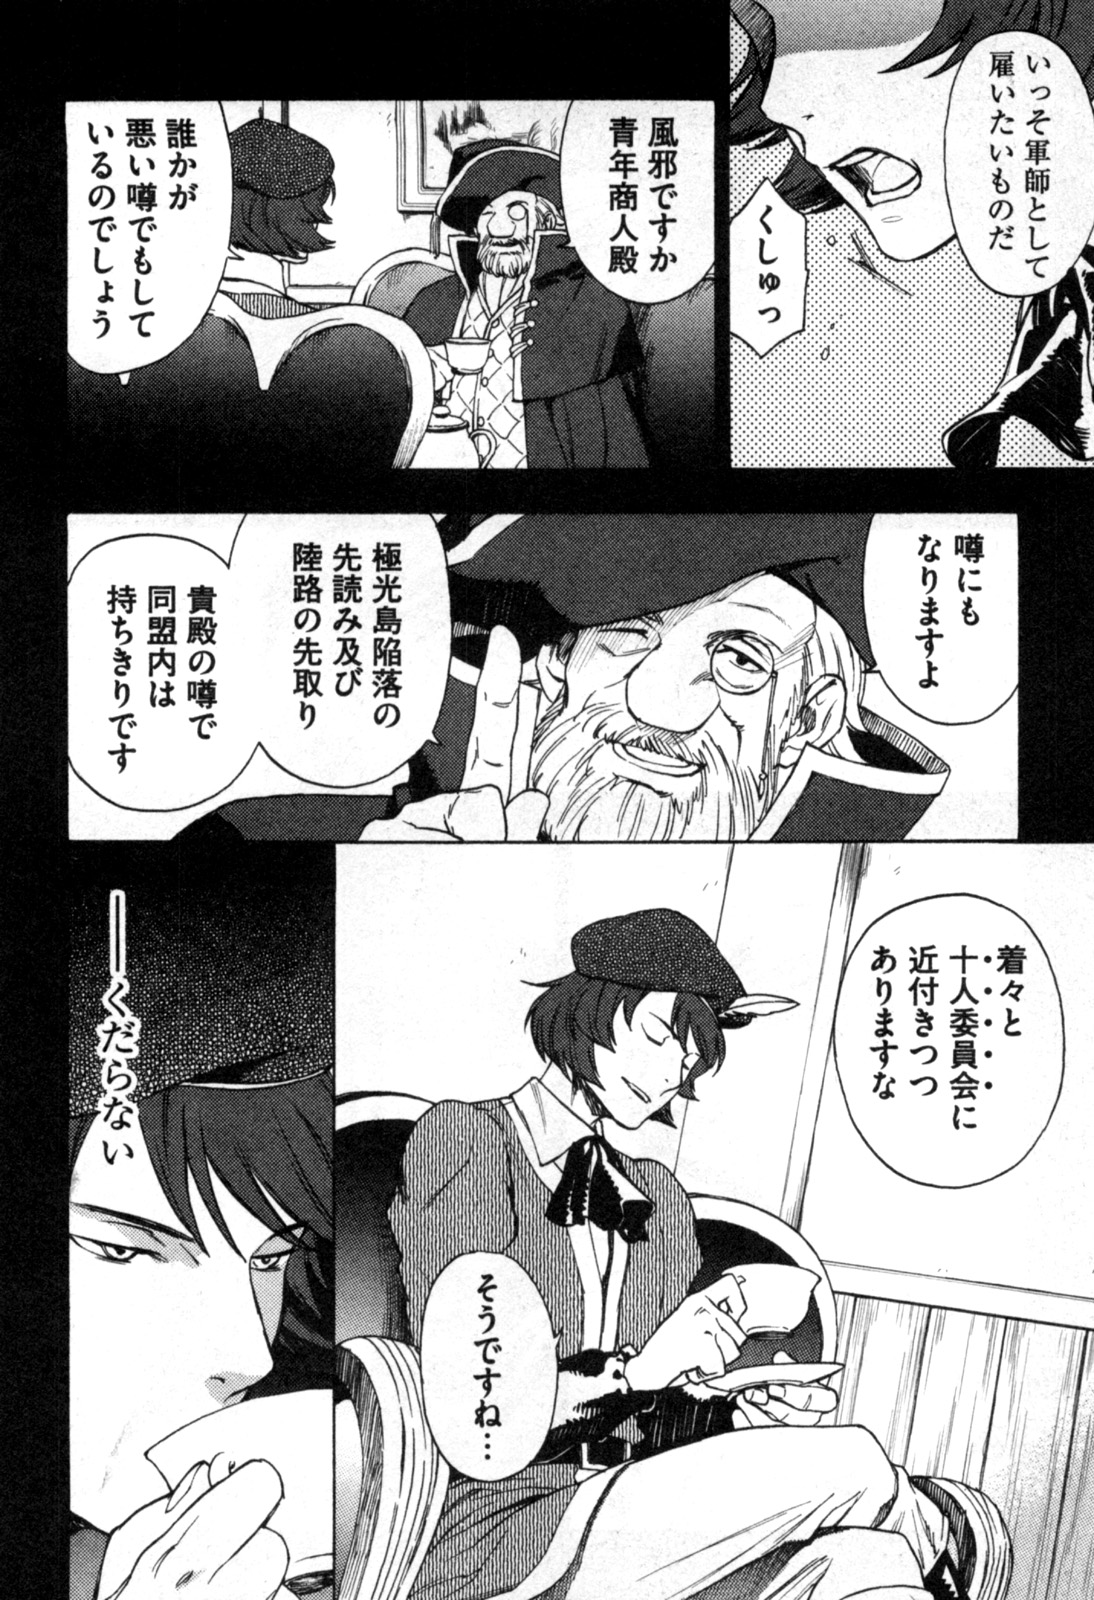 いっそ軍師として
雇いたいものだ
くしゅっ
風邪ですか
青年商人殿
誰かが
悪い噂でもして
いるのでしょう
噂にも
なりますよ
極光島陥落の
先読み及び
陸路の先取り
貴殿の噂で
同盟内は
持ちきりです
着々と
十人委員会に
近付きつつ
ありますな
そうですね…
――くだらない